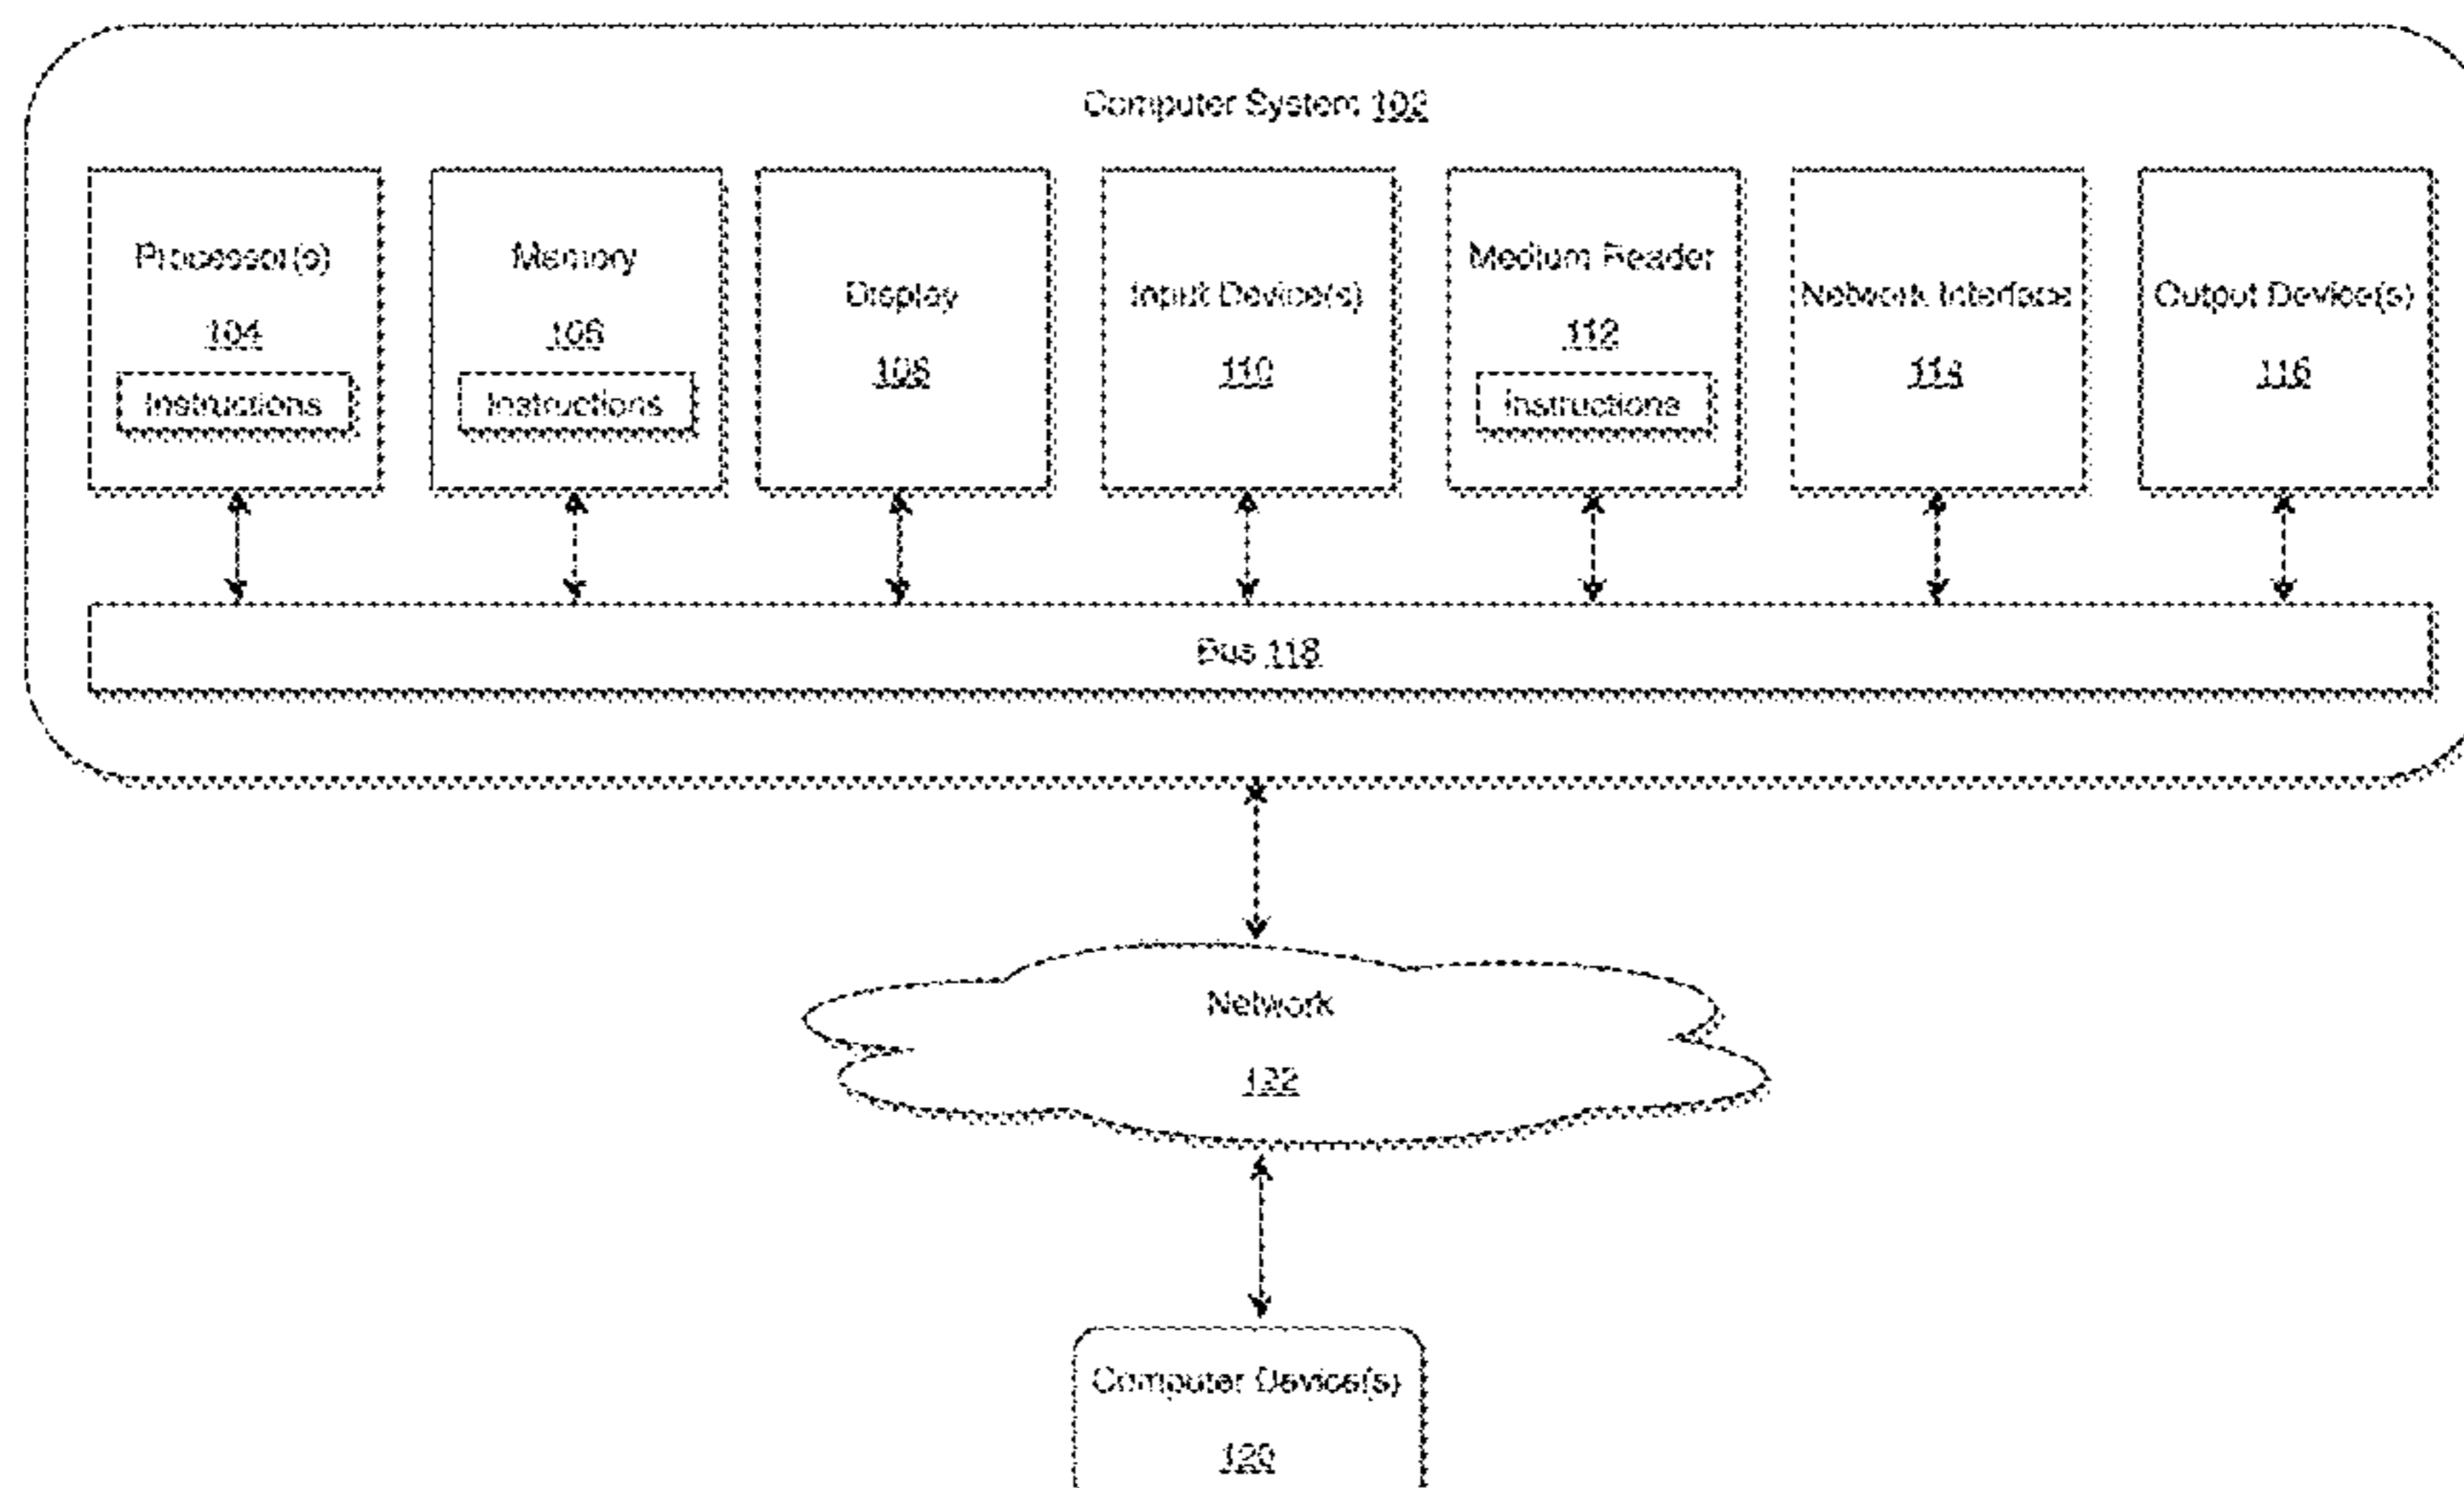 Computer System 102
Processor(s)
104
Instructions
Memory
106
Instructions
Display
108
Input Device(s)
110
Medium Reader
112
Instructions
Network Interface
114
Output Device(s)
116
Bus 118
Network
122
Computer Device(s)
120